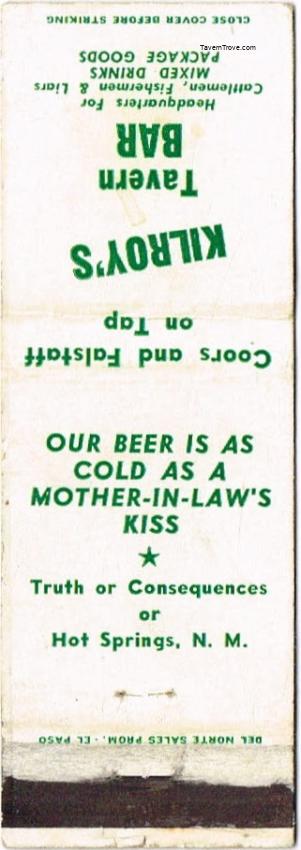 TavernTrove.com
CLOSE COVER BEFORE STRIKING
Coors and Falstaff
on Tap
KILROY'S
Tavern
BAR
Headquarters For
Cattlemen, Fishermen & Liars
MIXED DRINKS
PACKAGE GOODS
OUR BEER IS AS
COLD AS A
MOTHER-IN-LAW'S
KISS
Truth or Consequences
or
Hot Springs, N. M.
DEL NORTE SALES PROM. - EL PASO